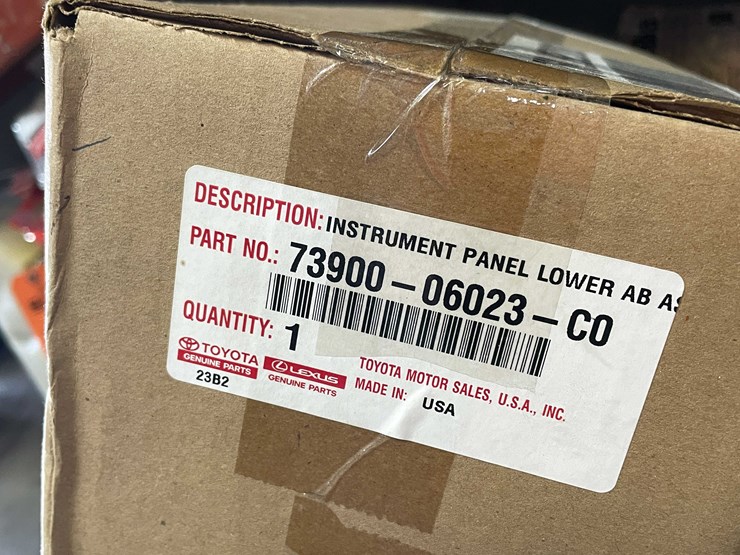 DESCRIPTION: INSTRUMENT PANEL LOWER AB AS
PART NO.: 73900-06023-C0
QUANTITY: 1
TOYOTA
GENUINE PARTS
23B2
LEXUS
GENUINE PARTS
TOYOTA MOTOR SALES, U.S.A., INC.
MADE IN: USA